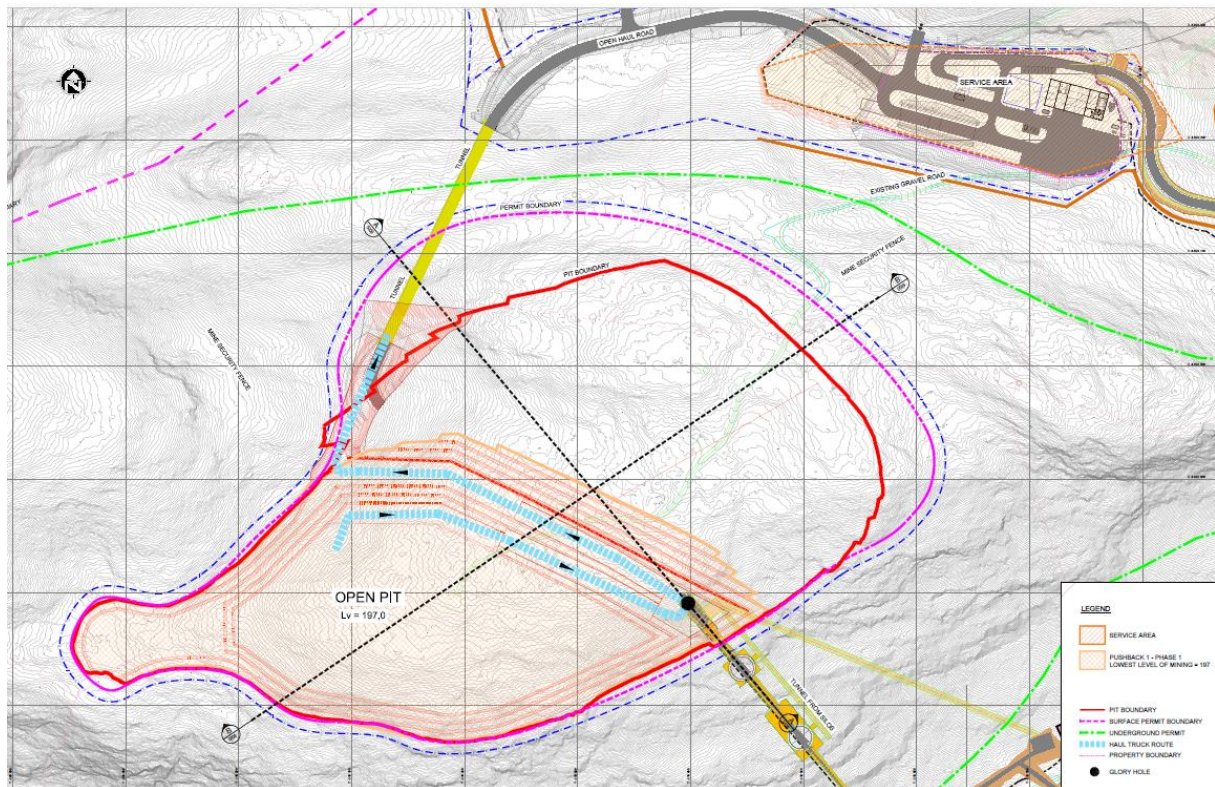 OPEN HAUL ROAD
SERVICE AREA
TUNNEL
EXISTING GRAVEL ROAD
PERMIT BOUNDARY
MINE SECURITY FENCE
PIT BOUNDARY
TUNNEL
MINE SECURITY FENCE
OPEN PIT
Lv = 197,0
TUNNEL FROM SILOS
LEGEND
SERVICE AREA
PUSHBACK 1 - PHASE 1
LOWEST LEVEL OF MINING = 197
PIT BOUNDARY
SURFACE PERMIT BOUNDARY
UNDERGROUND PERMIT
HAUL TRUCK ROUTE
PROPERTY BOUNDARY
GLORY HOLE